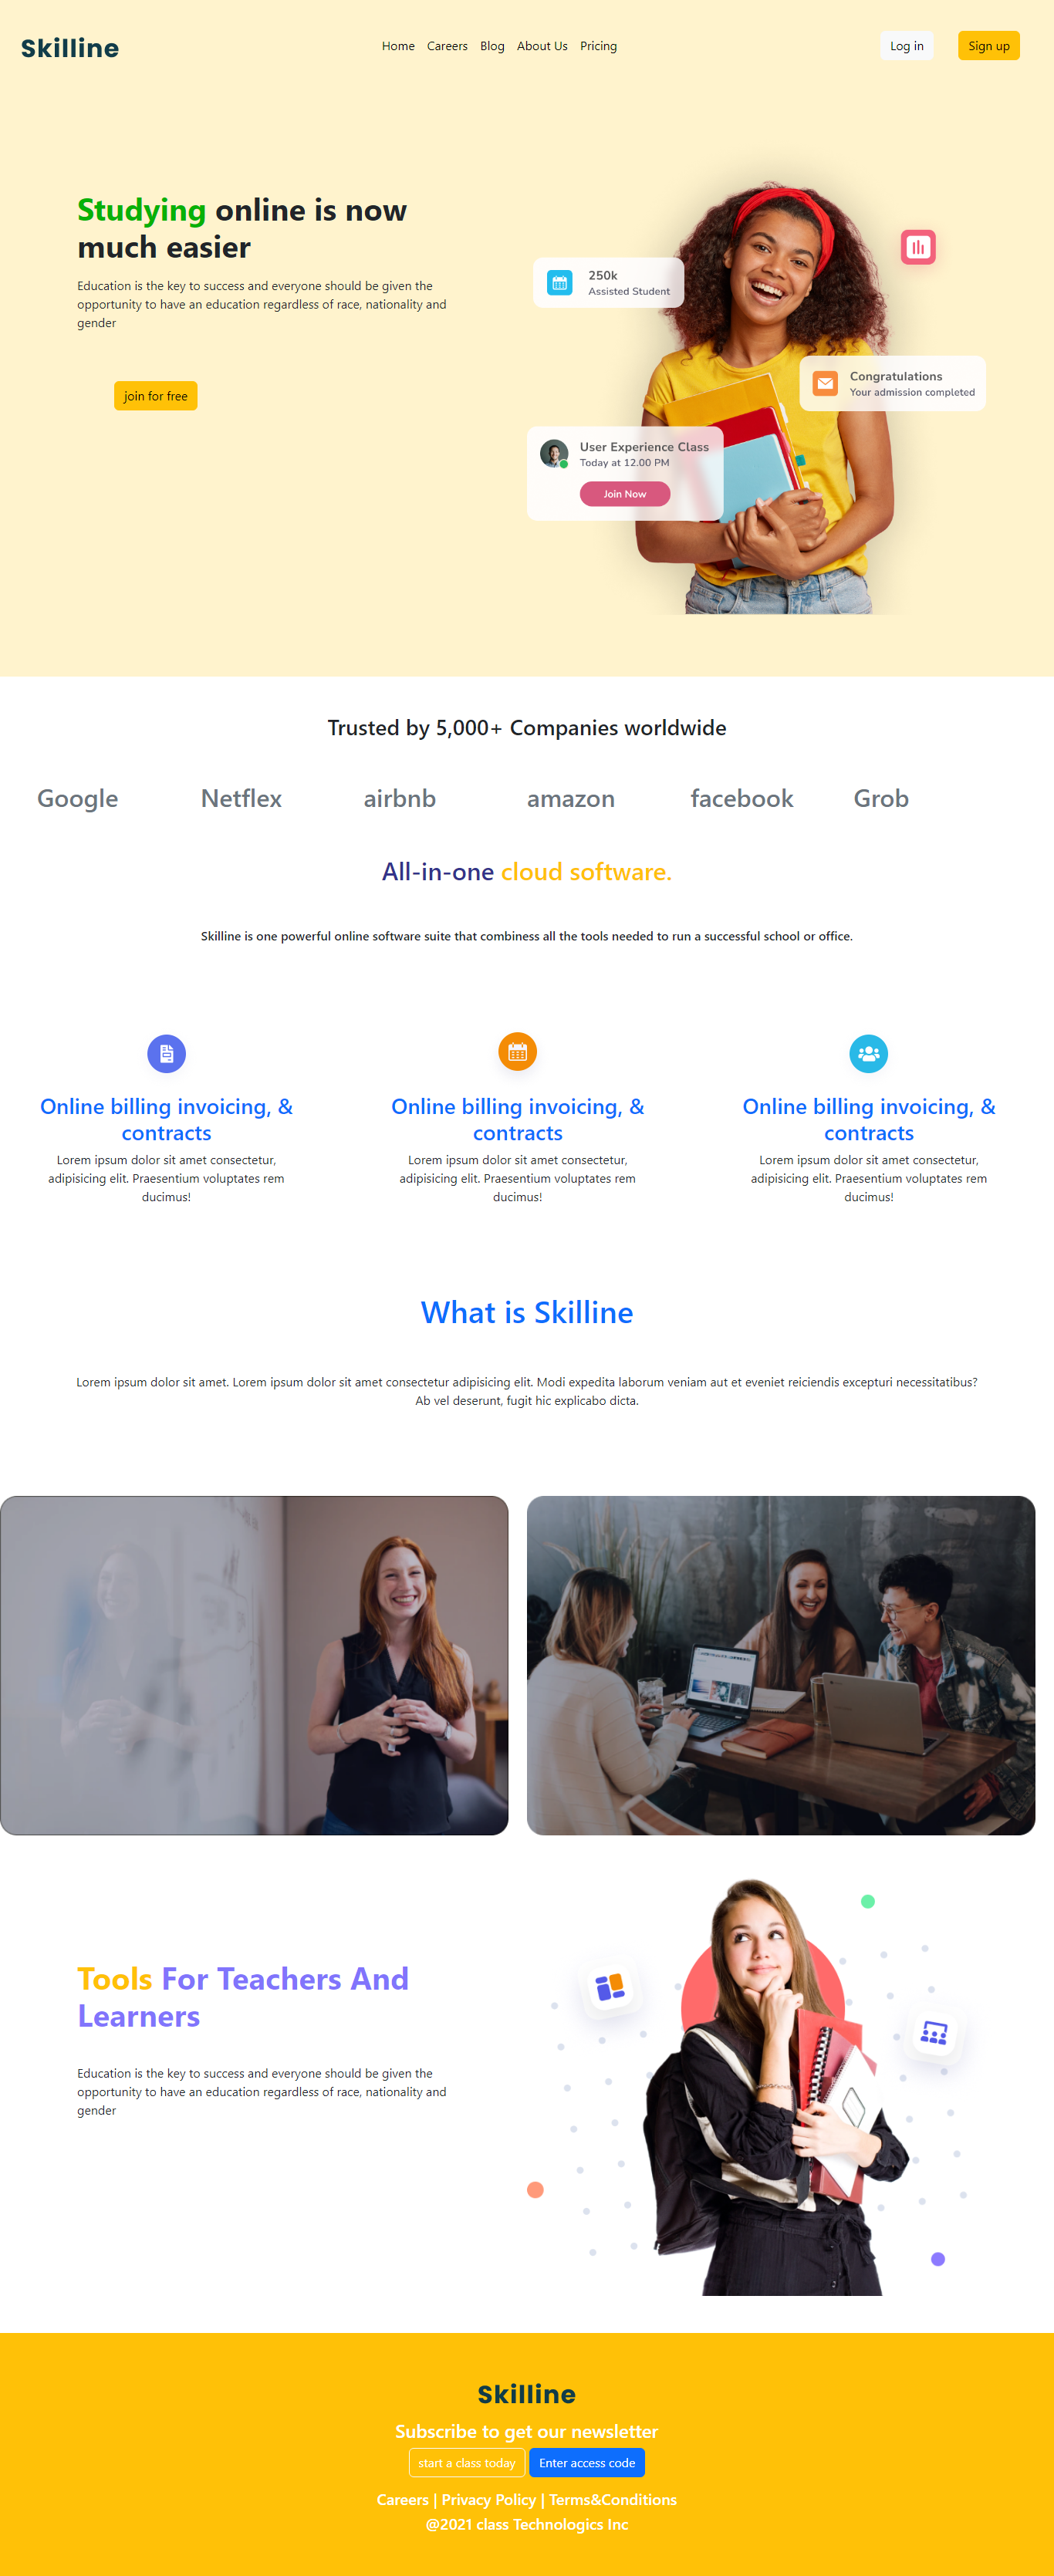 Skilline
Home Careers Blog About Us Pricing
Log in
Sign up
Studying online is now
much easier
Education is the key to success and everyone should be given the
opportunity to have an education regardless of race, nationality and
gender
join for free
250k
Assisted Student
Congratulations
Your admission completed
User Experience Class
Today at 12.00 PM
Join Now
Trusted by 5,000+ Companies worldwide
Google Netflex airbnb amazon facebook Grob
All-in-one cloud software.
Skilline is one powerful online software suite that combiness all the tools needed to run a successful school or office.
Online billing invoicing, &
contracts
Lorem ipsum dolor sit amet consectetur,
adipisicing elit. Praesentium voluptates rem
ducimus!
Online billing invoicing, &
contracts
Lorem ipsum dolor sit amet consectetur,
adipisicing elit. Praesentium voluptates rem
ducimus!
Online billing invoicing, &
contracts
Lorem ipsum dolor sit amet consectetur,
adipisicing elit. Praesentium voluptates rem
ducimus!
What is Skilline
Lorem ipsum dolor sit amet. Lorem ipsum dolor sit amet consectetur adipisicing elit. Modi expedita laborum veniam aut et eveniet reiciendis excepturi necessitatibus?
Ab vel deserunt, fugit hic explicabo dicta.
Tools For Teachers And
Learners
Education is the key to success and everyone should be given the
opportunity to have an education regardless of race, nationality and
gender
Skilline
Subscribe to get our newsletter
start a class today
Enter access code
Careers | Privacy Policy | Terms&Conditions
@2021 class Technologics Inc